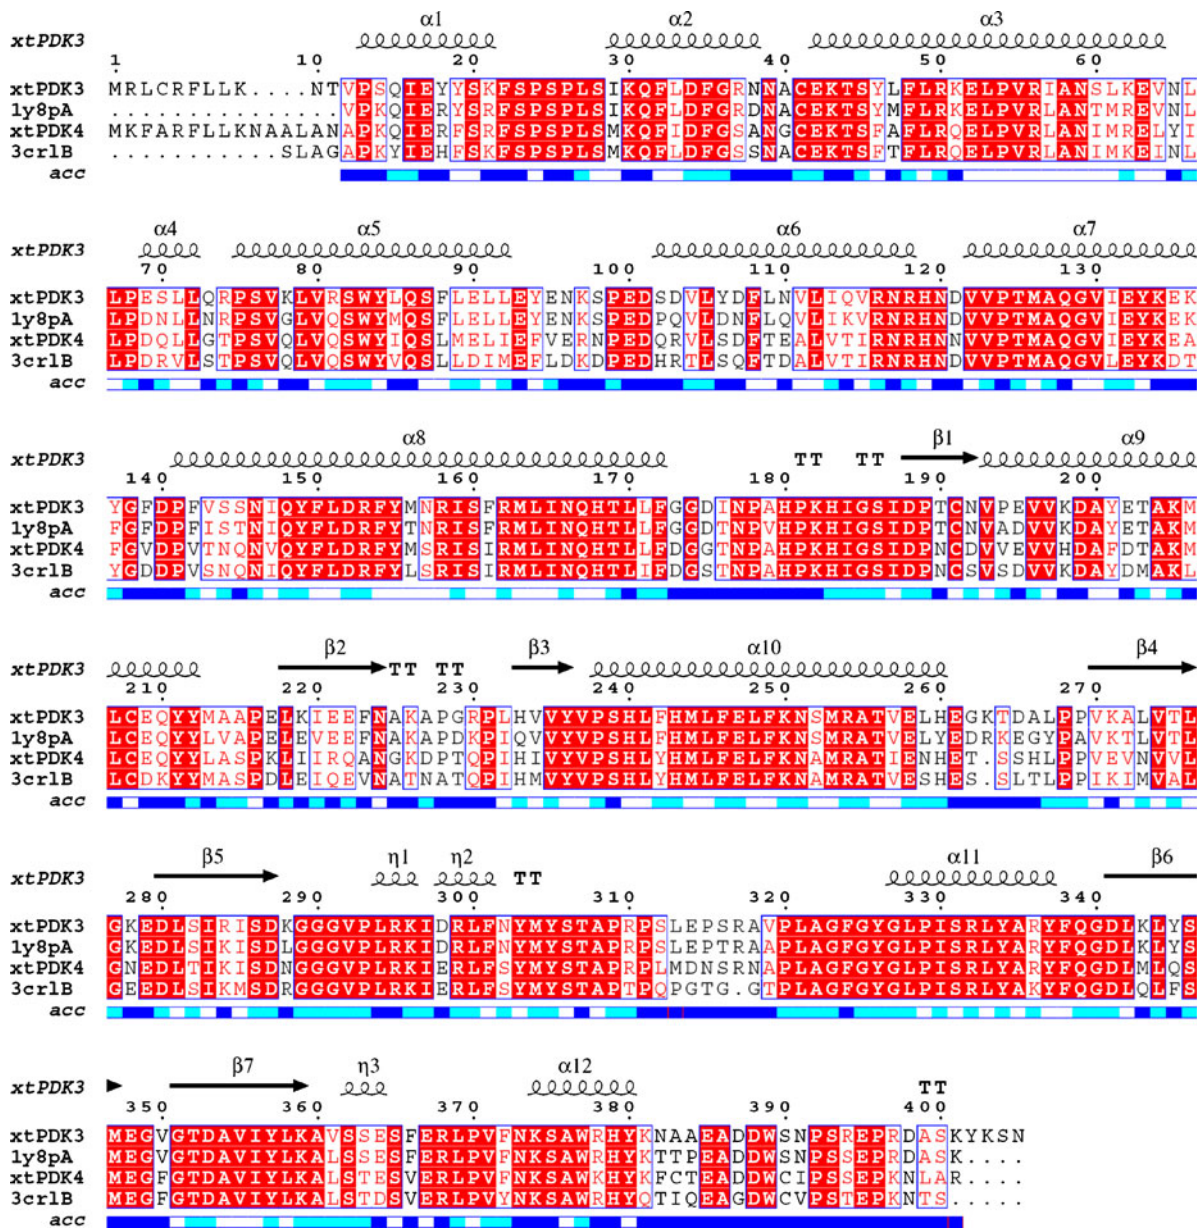 α1 α2 α3
xtPDK3
1 10 20 30 40 50 60
xtPDK3 MRLCRFLLK....NTVPSQIEYYSKFSPSPLSIKQFLDFGRNNACEKTSYLFLRKELPVRIANSLKEVNL
1y8pA ...............VPKQIERYSRFSPSPLSIKQFLDFGRDNACEKTSYMFLRKELPVRLANTMREVNL
xtPDK4 MKFARFLLKNAALANAPKQIERFSRFSPSPLSMKQFIDFGSANGCEKTSFAFLRQELPVRLANIMRELYI
3crlB ...........SLAGAPKYIEHFSKFSPSPLSMKQFLDFGSSNACEKTSFTFLRQELPVRLANIMKEINL
acc
α4 α5 α6 α7
xtPDK3
70 80 90 100 110 120 130
xtPDK3 LPESLLQRPSVKLVRSWYLQSFLELLEYENKSPEDSDVLYDFLNVLIQVRNRHNDVVPTMAQGVIEYKEK
1y8pA LPDNLLNRPSVGLVQSWYMQSFLELLEYENKSPEDPQVLDNFLQVLIKVRNRHNDVVPTMAQGVIEYKEK
xtPDK4 LPDQLLGTPSVQLVQSWYIQSLMELIEFVERNPEDQRVLSDFTEALVTIRNRHNDVVPTMAQGVIEYKEA
3crlB LPDRVLSTPSVQLVQSWYVQSLLDIMEFLDKDPEDHRTLSQFTDALVTIRNRHNNVVPTMAQGVLEYKDT
acc
α8 β1 α9
xtPDK3 TT TT
140 150 160 170 180 190 200
xtPDK3 YGFDPFVSSNIQYFLDRFYMNRISFRMLINQHTLLFGGDINPAHPKHIGSIDPTCNVPEVVKDAYETAKM
1y8pA FGFDPFISTNIQYFLDRFYMNRISFRMLINQHTLLFGGDTNPVHPKHIGSIDPTCNVADVVKDAYETAKM
xtPDK4 FGVDPVTNQNVQYFLDRFYMSRISIRMLINQHTLLFDGGTNPAHPKHIGSIDPNCDVVEVVHDAFDTAKM
3crlB YGDDPVSNQNIQYFLDRFYLSRISIRMLINQHTLIFDGSTNPAHPKHIGSIDPNCSVSDVVKDAYDMAKL
acc
β2 β3 α10 β4
xtPDK3 TT TT
210 220 230 240 250 260 270
xtPDK3 LCEQYYMAAPELKIEEFNAKAPGRPLHVVYVPSHLFHMLFELFKNSMRATVELHEGKTDALPPVKALVTL
1y8pA LCEQYYLVAPELEVEEFNAKAPDKPIQVVYVPSHLFHMLFELFKNSMRATVELYEDRKEGYPAVKTLVTL
xtPDK4 LCEQYYLASPKLIIRQANGKDPTQPIHIVYVPSHLYHMLFELFKNAMRATIENHET.SSHLPPVEVNVVL
3crlB LCDKYYMASPDLEIQEVNATNATQPIHMVYVPSHLYHMLFELFKNAMRATVESHES.SLTLPPIKIMVAL
acc
β5 η1 η2 α11 β6
xtPDK3 TT
280 290 300 310 320 330 340
xtPDK3 GKEDLSIRISDKGGGVPLRKIDRLFNYMYSTAPRPSLEPSRAVPLAGFGYGLPISRLYARYFQGDLKLYS
1y8pA GKEDLSIKISDLGGGVPLRKIDRLFNYMYSTAPRPSLEPTRAAPLAGFGYGLPISRLYARYFQGDLKLYS
xtPDK4 GNEDLTIKISDNGGGVPLRKIERLFSYMYSTAPRPLMDNSRNAPLAGFGYGLPISRLYARYFQGDLMLQS
3crlB GEEDLSIKMSDRGGGVPLRKIERLFSYMYSTAPTPQPGTG.GTPLAGFGYGLPISRLYAKYFQGDLQLFS
acc
β7 η3 α12
xtPDK3 TT
350 360 370 380 390 400
xtPDK3 MEGVGTDAVIYLKAVSSESFERLPVFNKSAWRHYKNAAEADDWSNPSREPRDASKYKSN
1y8pA MEGVGTDAVIYLKALSSESFERLPVFNKSAWRHYKTTPEADDWSNPSSEPRDASK....
xtPDK4 MEGFGTDAVIYLKALSTESVERLPVFNKSAWRHYKFCTEADDWCIPSSEPKNLAR....
3crlB MEGFGTDAVIYLKALSTDSVERLPVYNKSAWKHYQTIQEAGDWCVPSTEPKNTS.....
acc